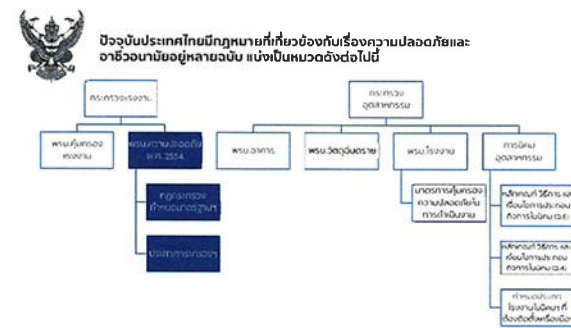 ปัจจุบันประเทศไทยมีกฎหมายที่เกี่ยวข้องกับเรื่องความปลอดภัยและ
อาชีวอนามัยอยู่หลายฉบับ แบ่งเป็นหมวดดังต่อไปนี้
กระทรวงแรงงาน
กระทรวง
อุตสาหกรรม
พรบ.คุ้มครอง
แรงงาน
พรบ.ความปลอดภัย
พ.ศ. 2554
พรบ.อาคาร
พรบ.วัตถุอันตราย
พรบ.โรงงาน
การนิคม
อุตสาหกรรม
กฎกระทรวง
กำหนดมาตรฐานฯ
ประกาศกระทรวงฯ
มาตรการคุ้มครอง
ความปลอดภัยใน
การดำเนินงาน
หลักเกณฑ์ วิธีการ และ
เงื่อนไขการประกอบ
กิจการในนิคม
หลักเกณฑ์ วิธีการ และ
เงื่อนไขการประกอบ
กิจการในนิคม
กำหนดประเภท
โรงงานในนิคมฯ ที่
ต้องติดตั้งเครื่องมือฯ